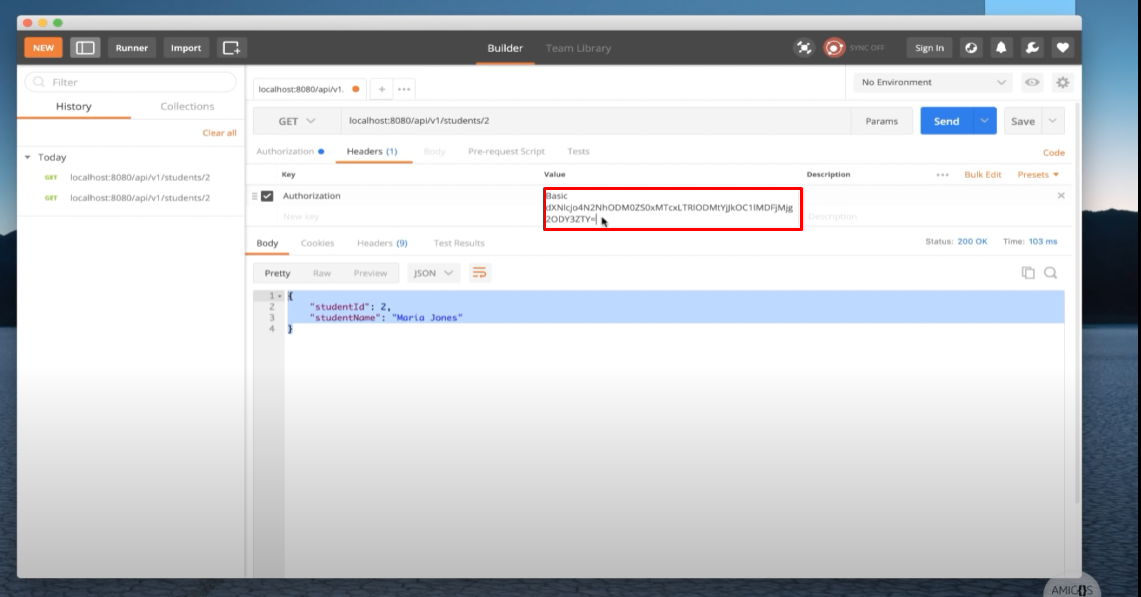 NEW
Runner
Import
Builder
Team Library
SYNC OFF
Sign In
Filter
History
Collections
Clear all
Today
GET localhost:8080/api/v1/students/2
GET localhost:8080/api/v1/students/2
localhost:8080/api/v1.
+
•••
No Environment
GET
localhost:8080/api/v1/students/2
Params
Send
Save
Authorization
Headers (1)
Body
Pre-request Script
Tests
Code
Key
Value
Description
•••
Bulk Edit
Presets
Authorization
Basic
dXNlcjo4N2NhODM0ZS0xMTcxLTRlODMtYjJkOC1lMDFjMjg
2ODY3ZTY=
New key
Description
Body
Cookies
Headers (9)
Test Results
Status: 200 OK
Time: 103 ms
Pretty
Raw
Preview
JSON
1 {
2 "studentId": 2,
3 "studentName": "Maria Jones"
4 }
AMIG{}S